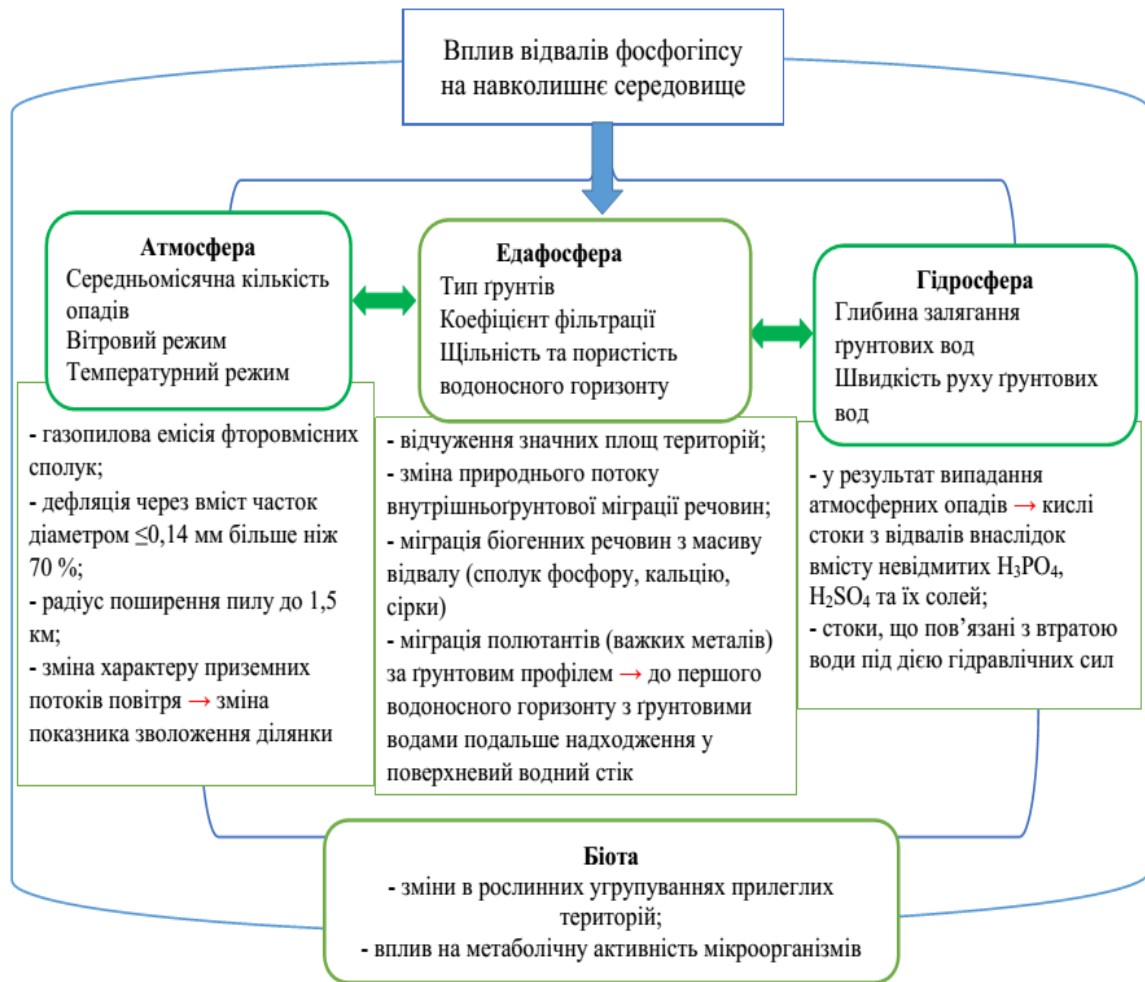 Вплив відвалів фосфогіпсу
на навколишнє середовище
Атмосфера
Середньомісячна кількість
опадів
Вітровий режим
Температурний режим
- газопилова емісія фторовмісних
сполук;
- дефляція через вміст часток
діаметром ≤0,14 мм більше ніж
70 %;
- радіус поширення пилу до 1,5
км;
- зміна характеру приземних
потоків повітря → зміна
показника зволоження ділянки
Едафосфера
Тип ґрунтів
Коефіцієнт фільтрації
Щільність та пористість
водоносного горизонту
- відчуження значних площ територій;
- зміна природнього потоку
внутрішньоґрунтової міграції речовин;
- міграція біогенних речовин з масиву
відвалу (сполук фосфору, кальцію,
сірки)
- міграція полютантів (важких металів)
за ґрунтовим профілем → до першого
водоносного горизонту з ґрунтовими
водами подальше надходження у
поверхневий водний стік
Гідросфера
Глибина залягання
ґрунтових вод
Швидкість руху ґрунтових
вод
- у результат випадання
атмосферних опадів → кислі
стоки з відвалів внаслідок
вмісту невідмитих H₃PO₄,
H₂SO₄ та їх солей;
- стоки, що пов’язані з втратою
води під дією гідравлічних сил
Біота
- зміни в рослинних угрупуваннях прилеглих
територій;
- вплив на метаболічну активність мікроорганізмів